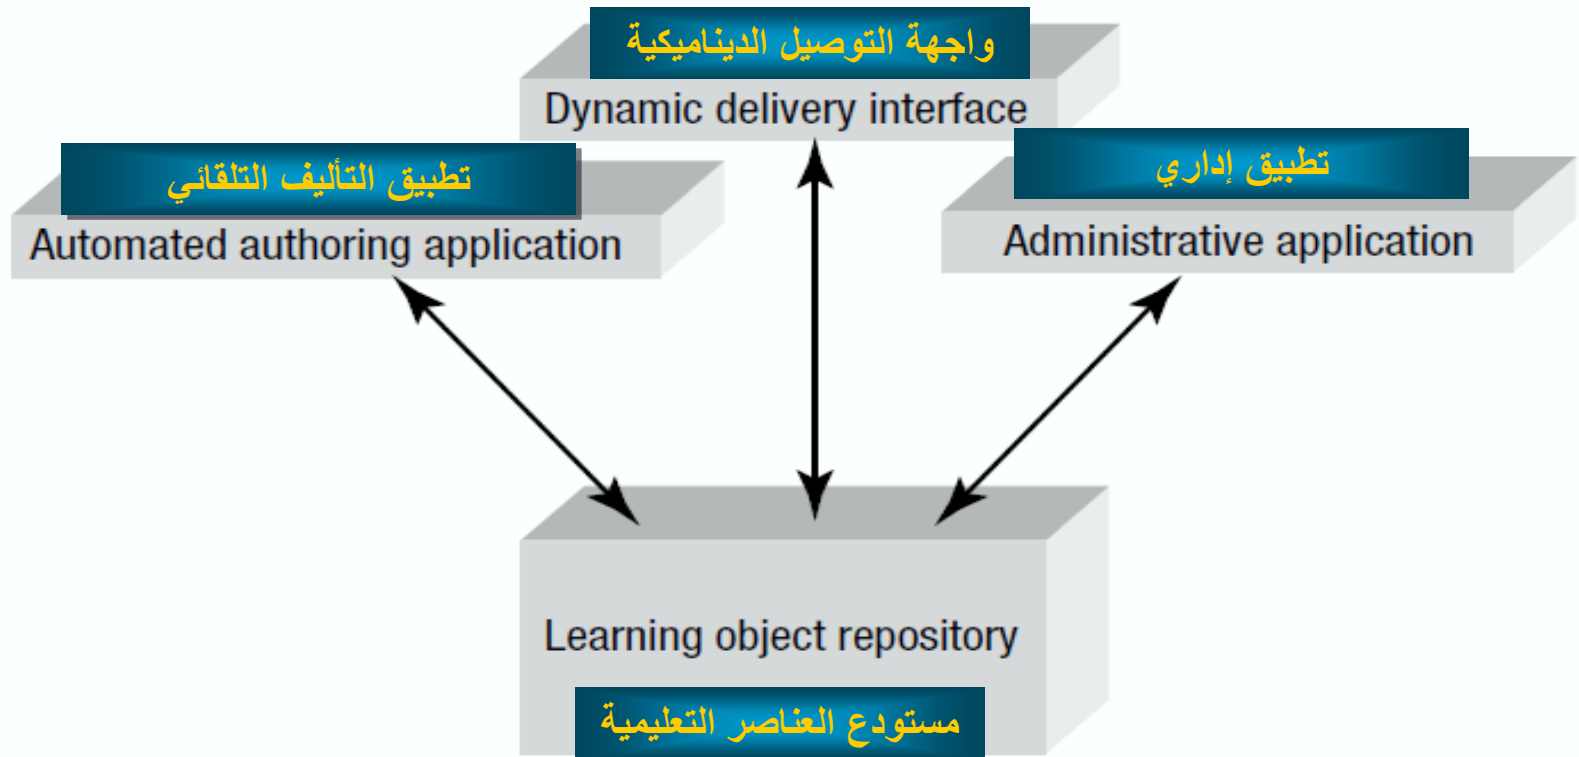 واجهة التوصيل الديناميكية
Dynamic delivery interface
تطبيق التأليف التلقائي
Automated authoring application
تطبيق إداري
Administrative application
Learning object repository
مستودع العناصر التعليمية